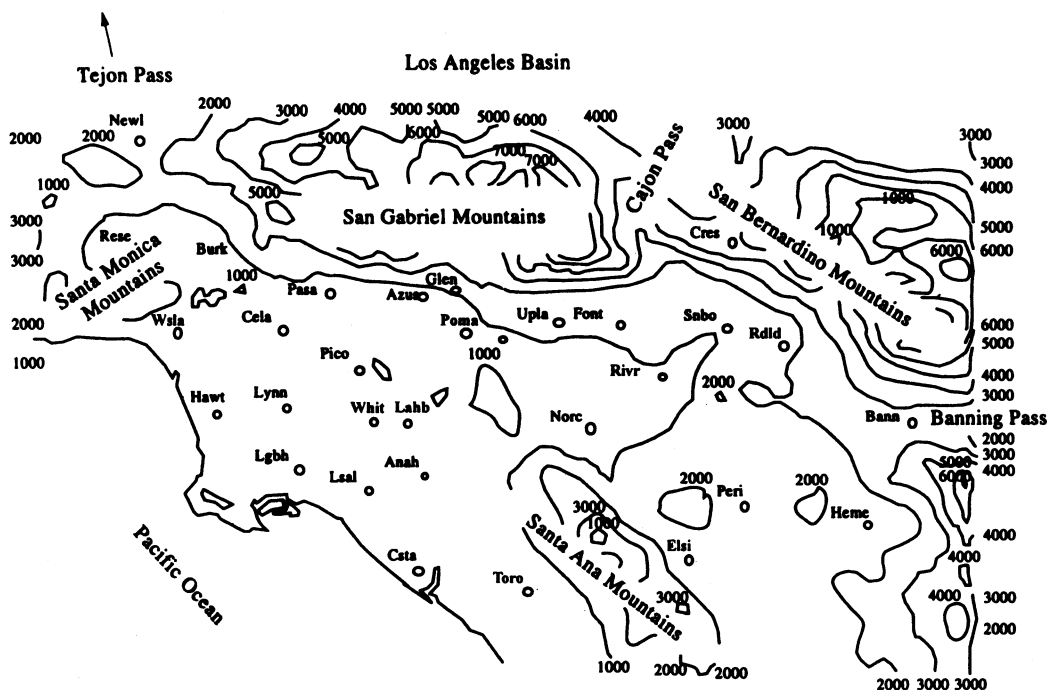 Los Angeles Basin
Tejon Pass
Newl
2000
2000
1000
3000
3000
2000
1000
2000
3000
4000
5000
5000
5000
6000
4000
3000
3000
3000
4000
5000
6000
6000
5000
4000
3000
5000
6000
7000
7000
5000
San Gabriel Mountains
Cajon Pass
San Bernardino Mountains
1000
1000
6000
Cres
Rese
Burk
Santa Monica
Mountains
1000
Pasa
Glen
Azus
Wsla
Cela
Poma
1000
Upla
Font
Snbo
Rdld
Pico
Rivr
2000
Hawt
Lynn
Whit
Lahb
Norc
Bann
Banning Pass
2000
3000
4000
5000
6000
Lgbh
Lsal
Anah
2000
Peri
2000
Heme
3000
1000
Santa Ana Mountains
Elsi
3000
4000
4000
4000
3000
2000
Pacific Ocean
Csta
Toro
1000
2000
2000
2000
3000
3000